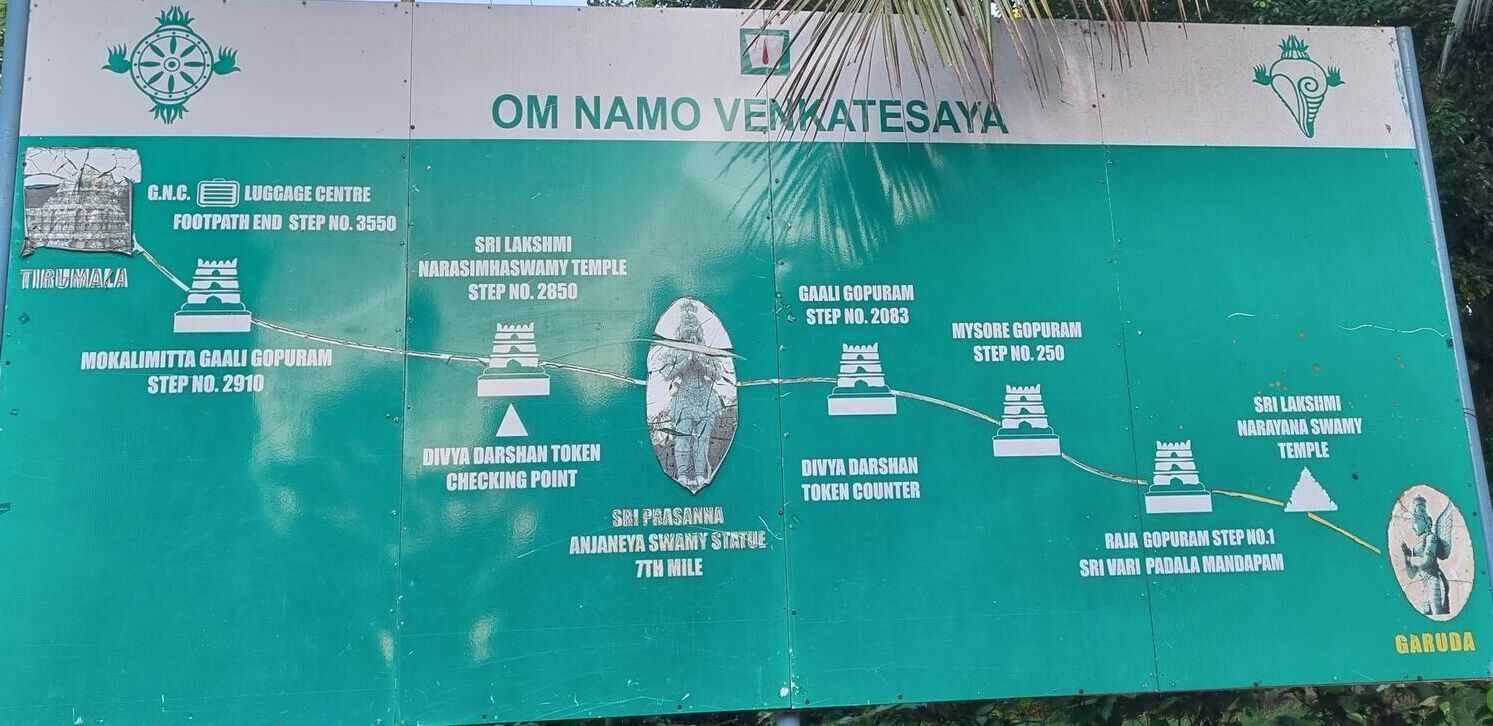 OM NAMO VENKATESAYA
G.N.C. LUGGAGE CENTRE
FOOTPATH END STEP NO. 3550
TIRUMALA
MOKALIMITTA GAALI GOPURAM
STEP NO. 2910
SRI LAKSHMI
NARASIMHASWAMY TEMPLE
STEP NO. 2850
DIVYA DARSHAN TOKEN
CHECKING POINT
SRI PRASANNA
ANJANEYA SWAMY STATUE
7TH MILE
GAALI GOPURAM
STEP NO. 2083
DIVYA DARSHAN
TOKEN COUNTER
MYSORE GOPURAM
STEP NO. 250
RAJA GOPURAM STEP NO.1
SRI VARI PADALA MANDAPAM
SRI LAKSHMI
NARAYANA SWAMY
TEMPLE
GARUDA